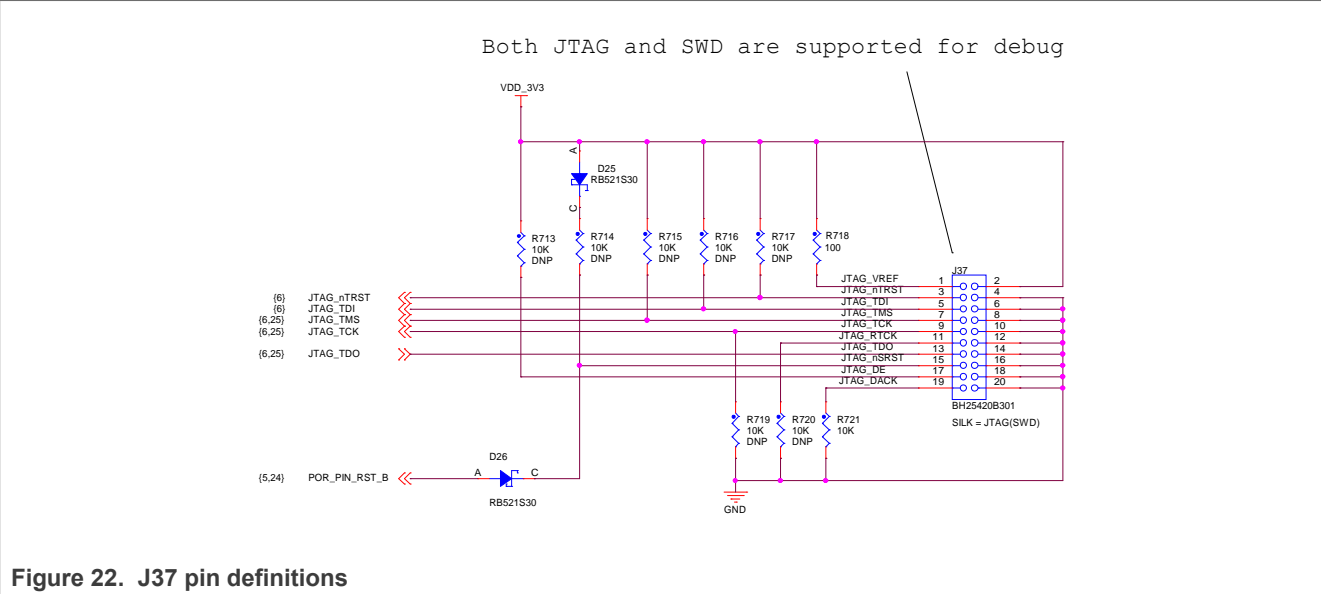 Both JTAG and SWD are supported for debug
VDD_3V3
A
D25
RB521S30
C
R713
10K
DNP
R714
10K
DNP
R715
10K
DNP
R716
10K
DNP
R717
10K
DNP
R718
100
J37
JTAG_VREF 1 2
{6} JTAG_nTRST JTAG_nTRST 3 4
{6} JTAG_TDI JTAG_TDI 5 6
{6,25} JTAG_TMS JTAG_TMS 7 8
{6,25} JTAG_TCK JTAG_TCK 9 10
JTAG_RTCK 11 12
{6,25} JTAG_TDO JTAG_TDO 13 14
JTAG_nSRST 15 16
JTAG_DE 17 18
JTAG_DACK 19 20
BH25420B301
SILK = JTAG(SWD)
R719
10K
DNP
R720
10K
DNP
R721
10K
D26
{5,24} POR_PIN_RST_B A C
RB521S30
GND
Figure 22. J37 pin definitions